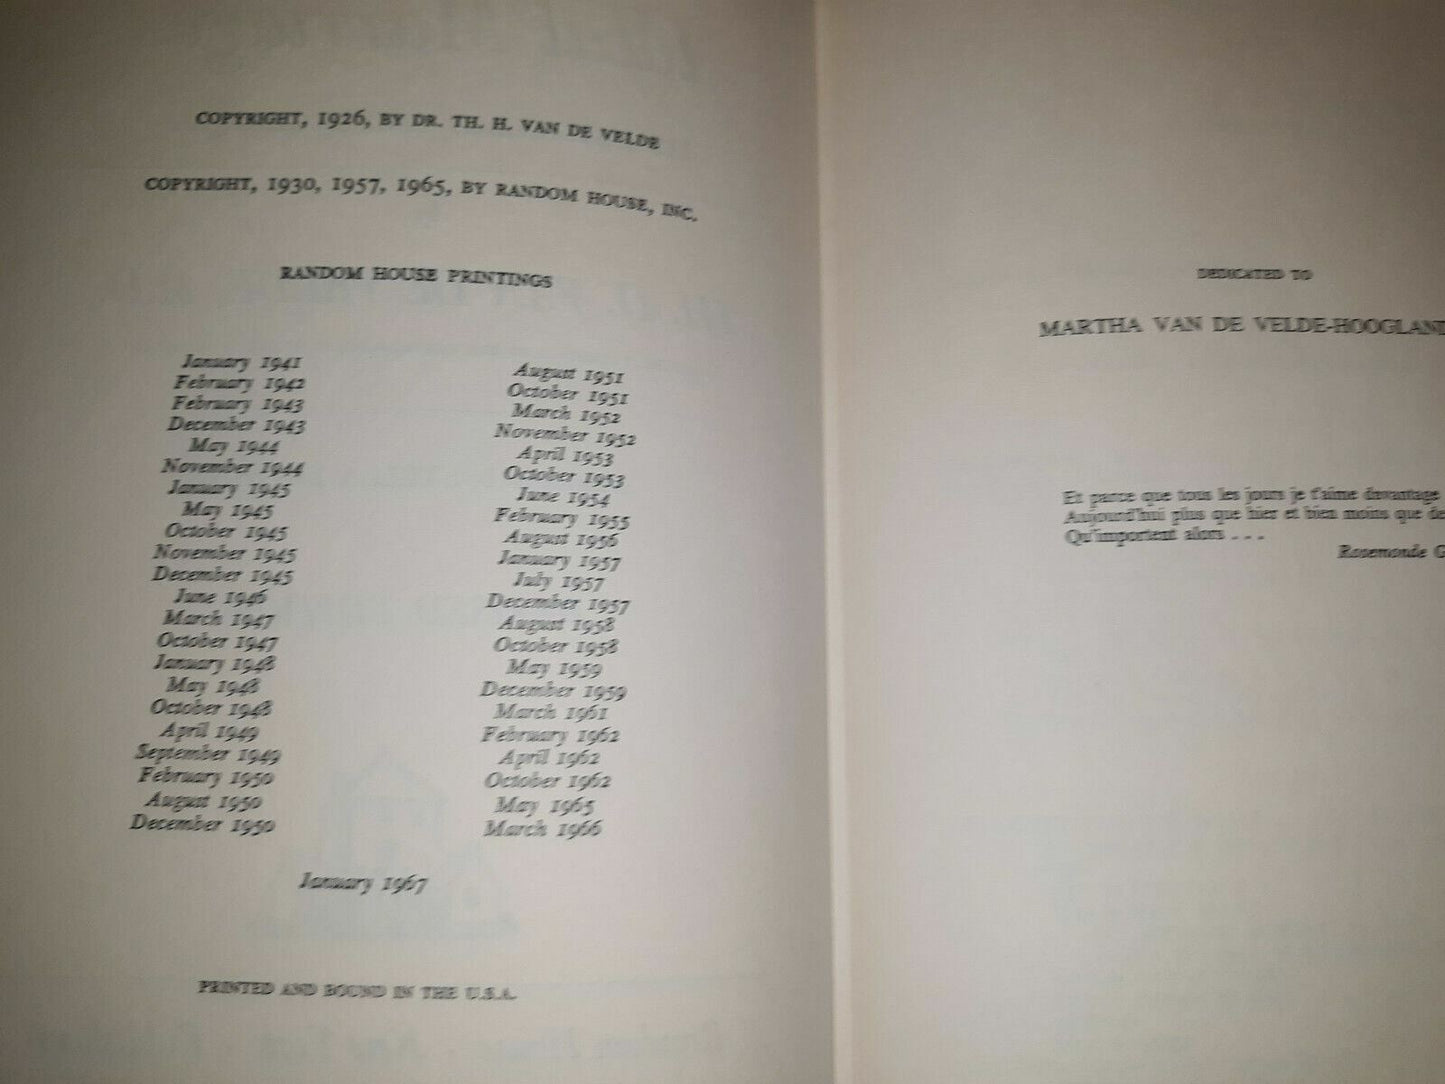 COPYRIGHT, 1926, BY DR. TH. H. VAN DE VELDE
COPYRIGHT, 1930, 1957, 1965, BY RANDOM HOUSE, INC.
RANDOM HOUSE PRINTINGS
January 1941
February 1942
February 1943
December 1943
May 1944
November 1944
January 1945
May 1945
October 1945
November 1945
December 1945
June 1946
March 1947
October 1947
January 1948
May 1948
October 1948
April 1949
September 1949
February 1950
August 1950
December 1950
August 1951
October 1951
March 1952
November 1952
April 1953
October 1953
June 1954
February 1955
August 1956
January 1957
July 1957
December 1957
August 1958
October 1958
May 1959
December 1959
March 1961
February 1962
April 1962
October 1962
May 1965
March 1966
January 1967
PRINTED AND BOUND IN THE U.S.A.
DEDICATED TO
MARTHA VAN DE VELDE-HOOGLAND
Et parce que tous les jours je t'aime davantage
Aujourd'hui plus que hier et bien moins que de
Qu'importent alors . . .
Rosemonde G